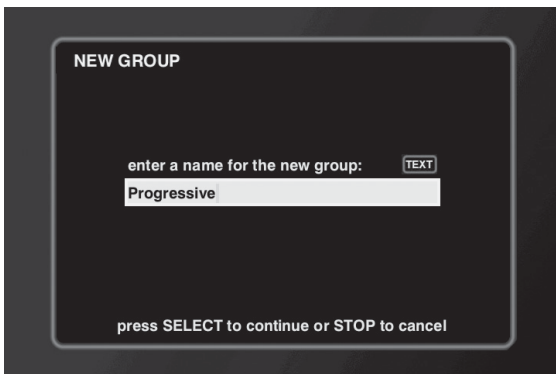 NEW GROUP
enter a name for the new group: TEXT
Progressive
press SELECT to continue or STOP to cancel